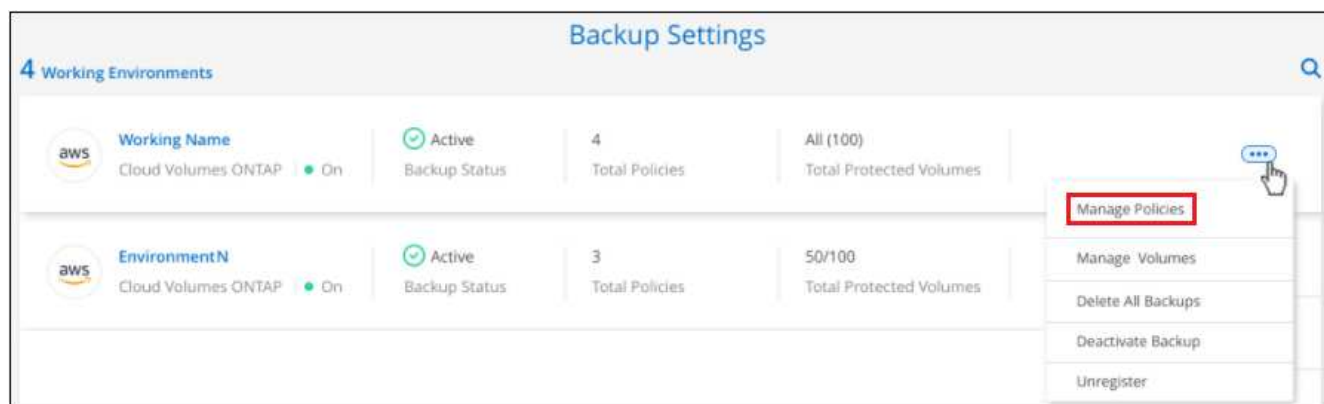 Backup Settings
4 Working Environments
aws
Working Name
Cloud Volumes ONTAP
On
Active
Backup Status
4
Total Policies
All (100)
Total Protected Volumes
Manage Policies
Manage Volumes
Delete All Backups
Deactivate Backup
Unregister
aws
EnvironmentN
Cloud Volumes ONTAP
On
Active
Backup Status
3
Total Policies
50/100
Total Protected Volumes